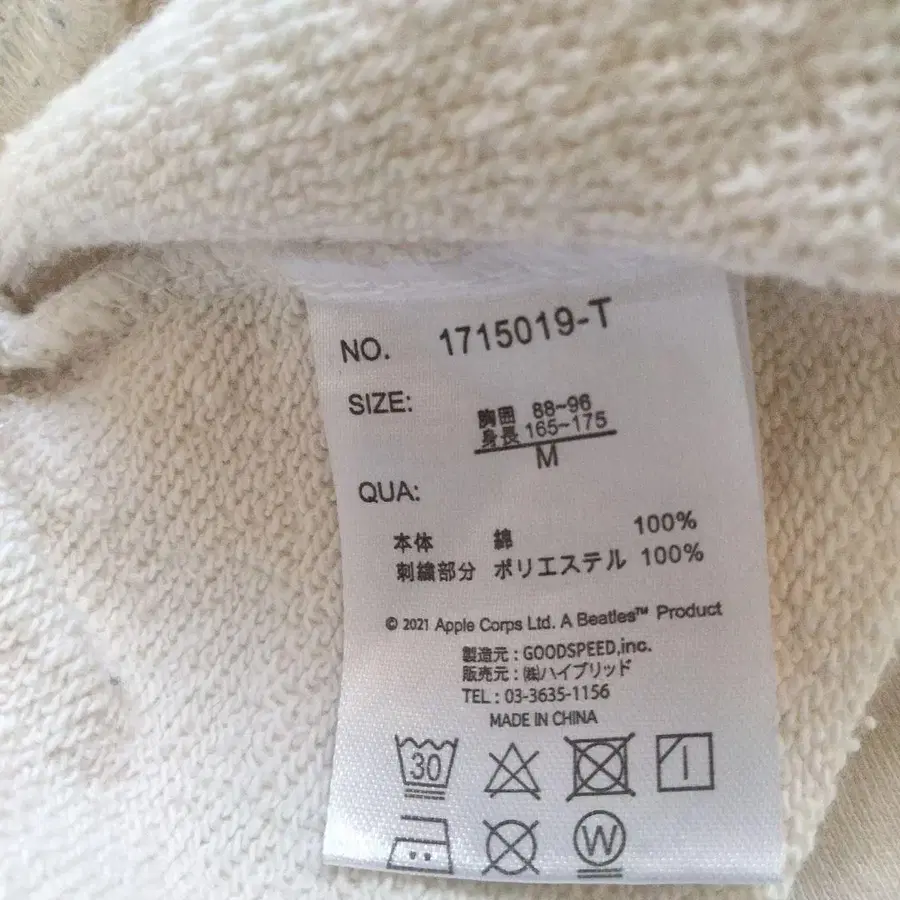 NO. 1715019-T
SIZE: 胸囲 88~96
身長 165~175
M
QUA:
本体 綿 100%
刺繍部分 ポリエステル 100%
© 2021 Apple Corps Ltd. A Beatles™ Product
製造元 : GOODSPEED,inc.
販売元 : ㈱ハイブリッド
TEL : 03-3635-1156
MADE IN CHINA
30
W